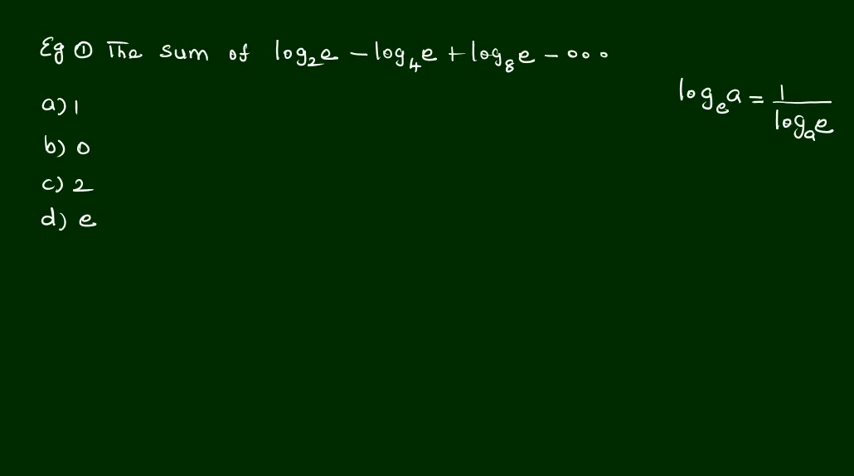 Eg ① The sum of log₂e − log₄e + log₈e − ...
logₑa = 1/logₐe
a) 1
b) 0
c) 2
d) e